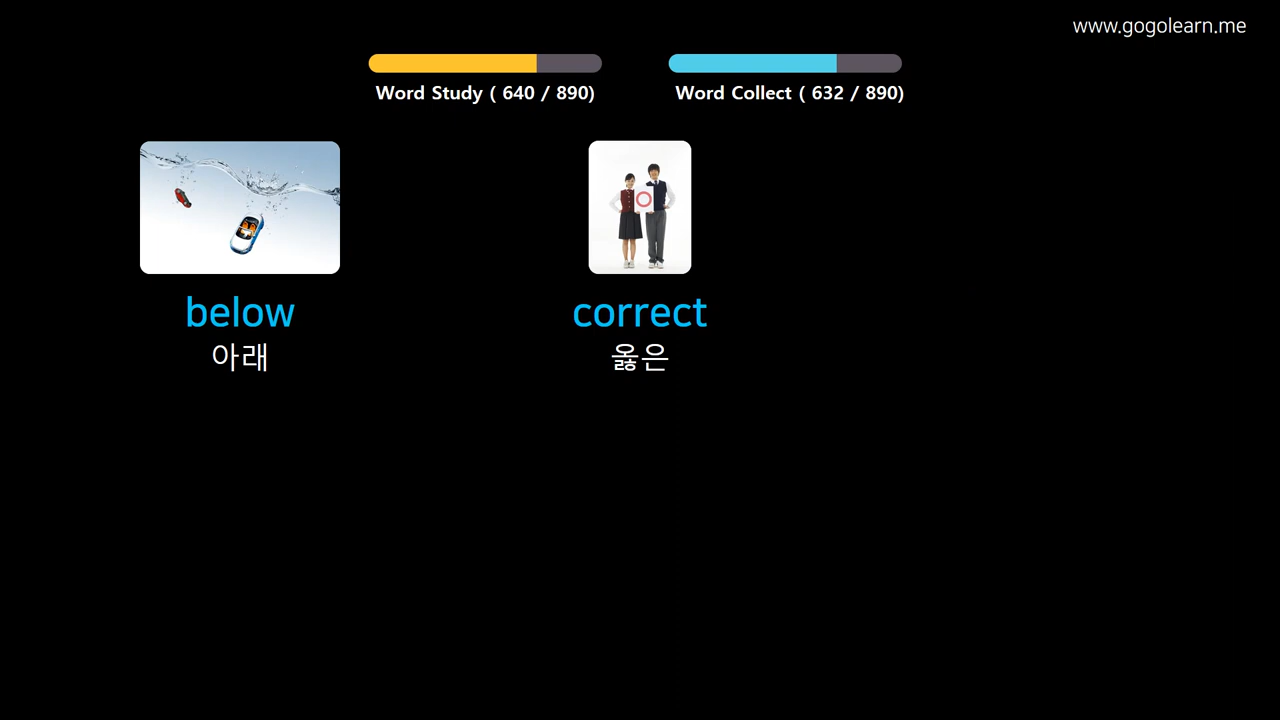 www.gogolearn.me
Word Study ( 640 / 890)
Word Collect ( 632 / 890)
below
아래
correct
옳은